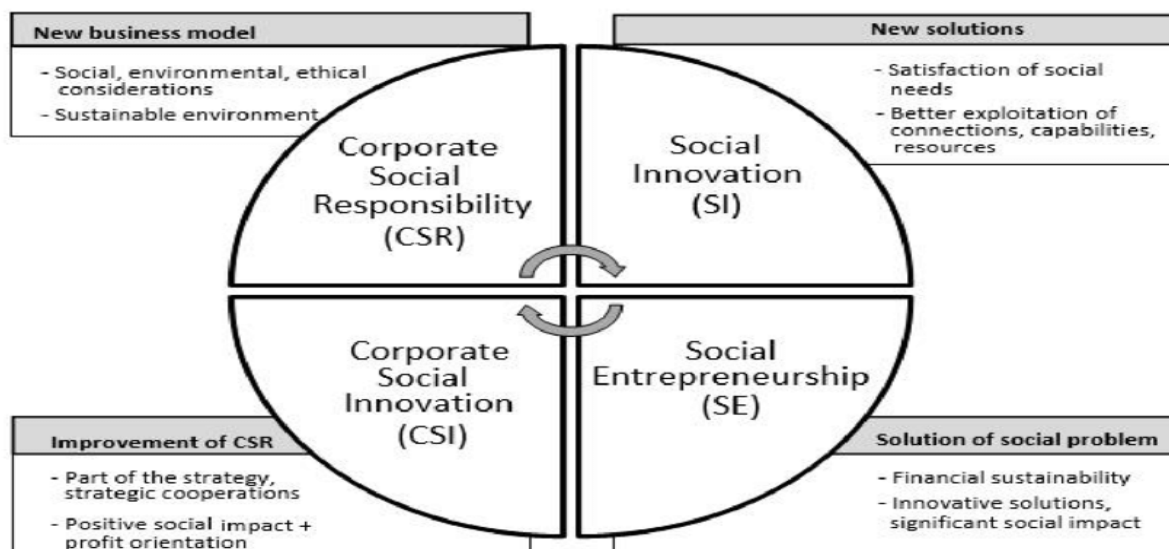 New business model
- Social, environmental, ethical
considerations
- Sustainable environment
New solutions
- Satisfaction of social
needs
- Better exploitation of
connections, capabilities,
resources
Corporate
Social
Responsibility
(CSR)
Social
Innovation
(SI)
Corporate
Social
Innovation
(CSI)
Social
Entrepreneurship
(SE)
Improvement of CSR
- Part of the strategy,
strategic cooperations
- Positive social impact +
profit orientation
Solution of social problem
- Financial sustainability
- Innovative solutions,
significant social impact